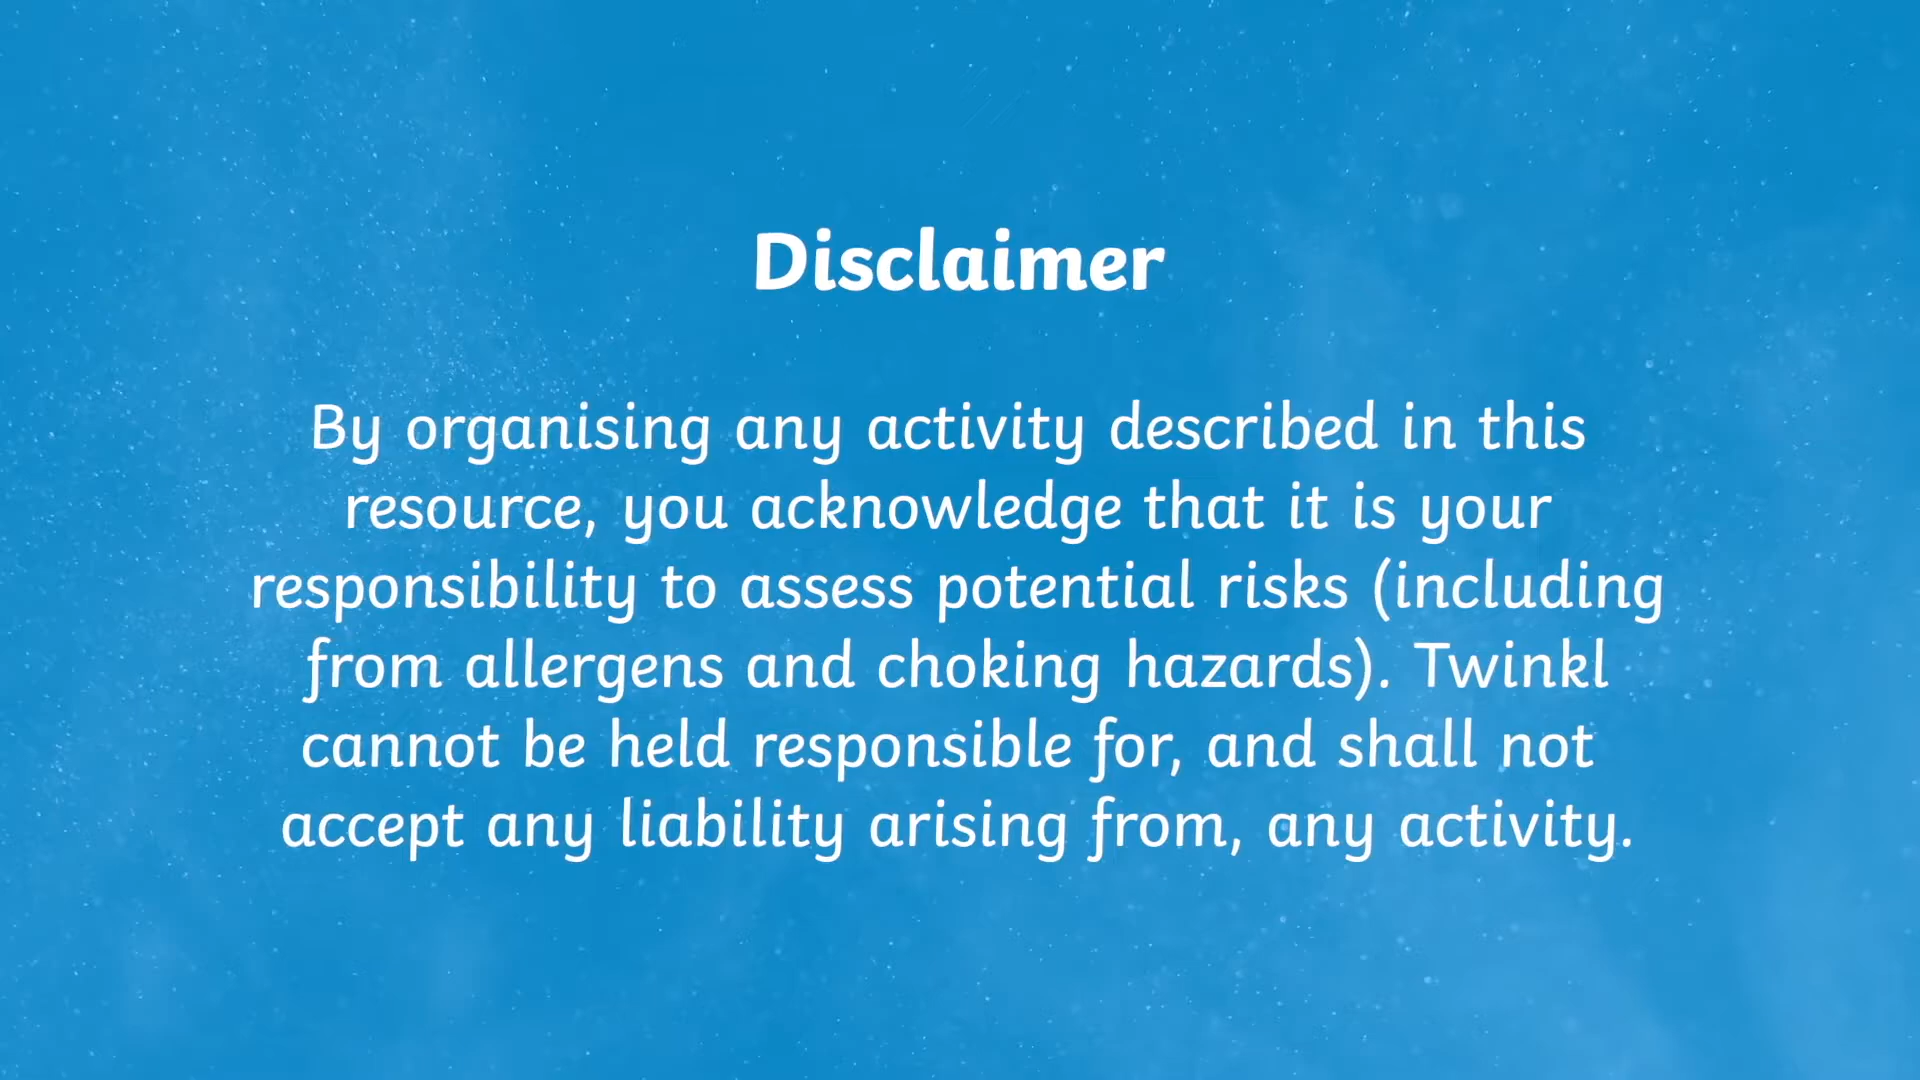 Disclaimer
By organising any activity described in this
resource, you acknowledge that it is your
responsibility to assess potential risks (including
from allergens and choking hazards). Twinkl
cannot be held responsible for, and shall not
accept any liability arising from, any activity.